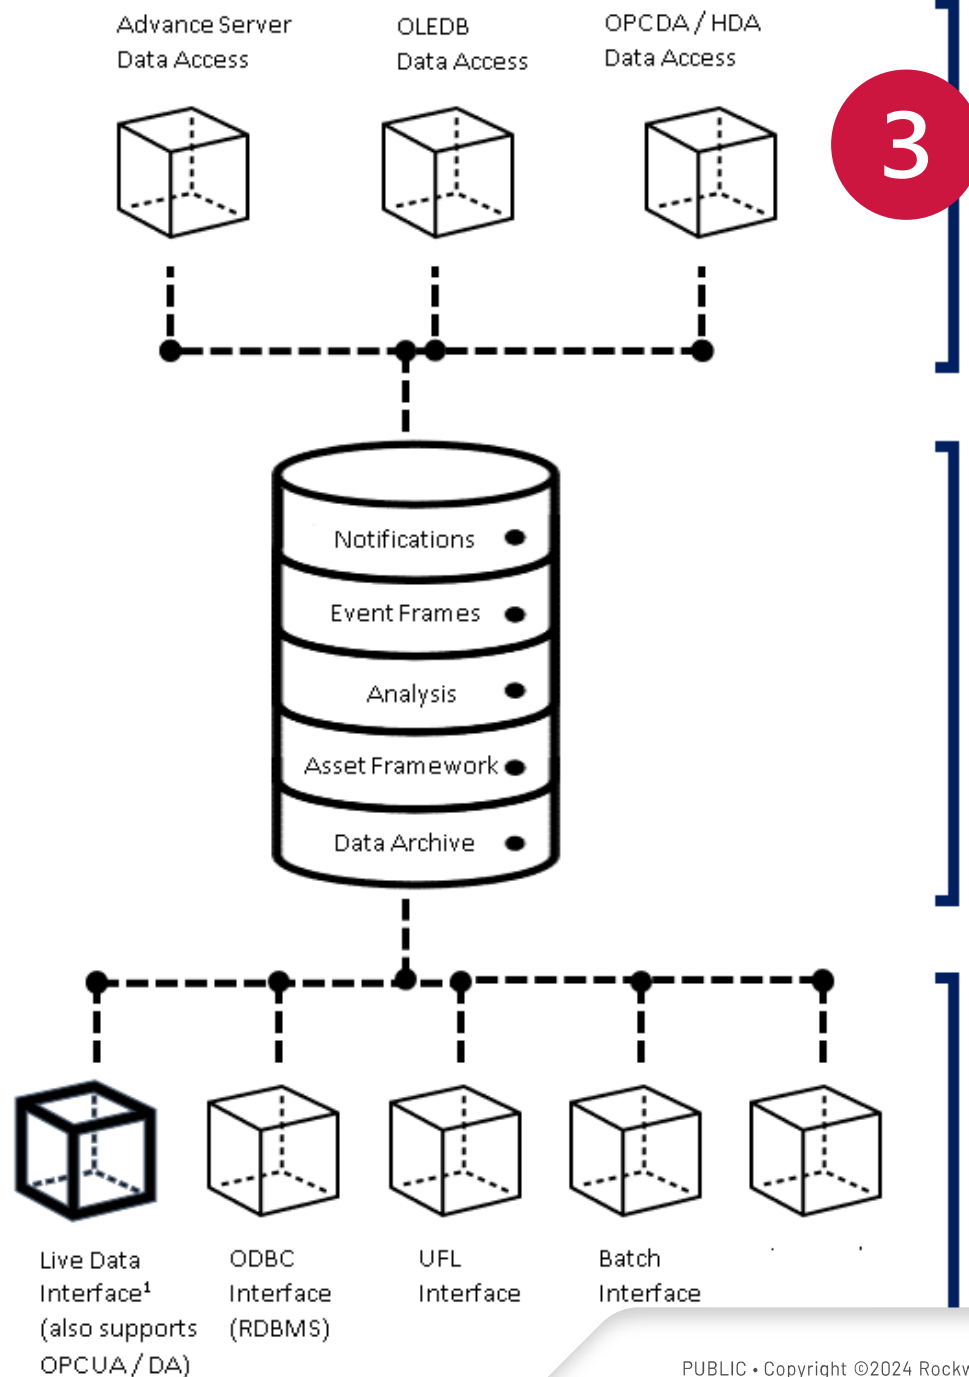 Advance Server
Data Access
OLEDB
Data Access
OPCDA / HDA
Data Access
3
Notifications
Event Frames
Analysis
Asset Framework
Data Archive
Live Data
Interface¹
(also supports
OPCUA / DA)
ODBC
Interface
(RDBMS)
UFL
Interface
Batch
Interface
PUBLIC • Copyright ©2024